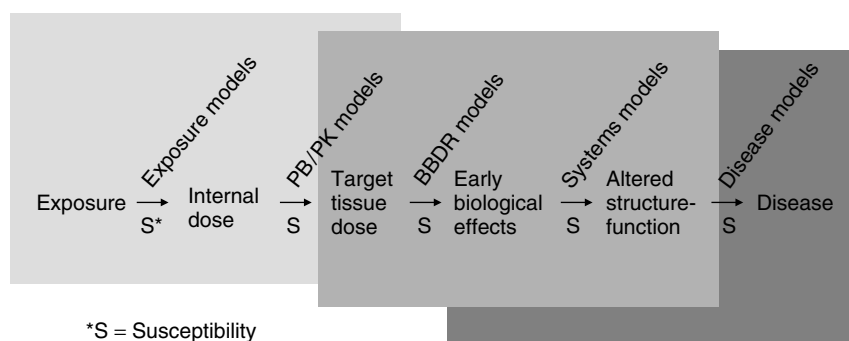 Exposure models
PB/PK models
BBDR models
Systems models
Disease models
Exposure
Internal
dose
Target
tissue
dose
Early
biological
effects
Altered
structure-
function
Disease
S*
S
S
S
S
*S = Susceptibility